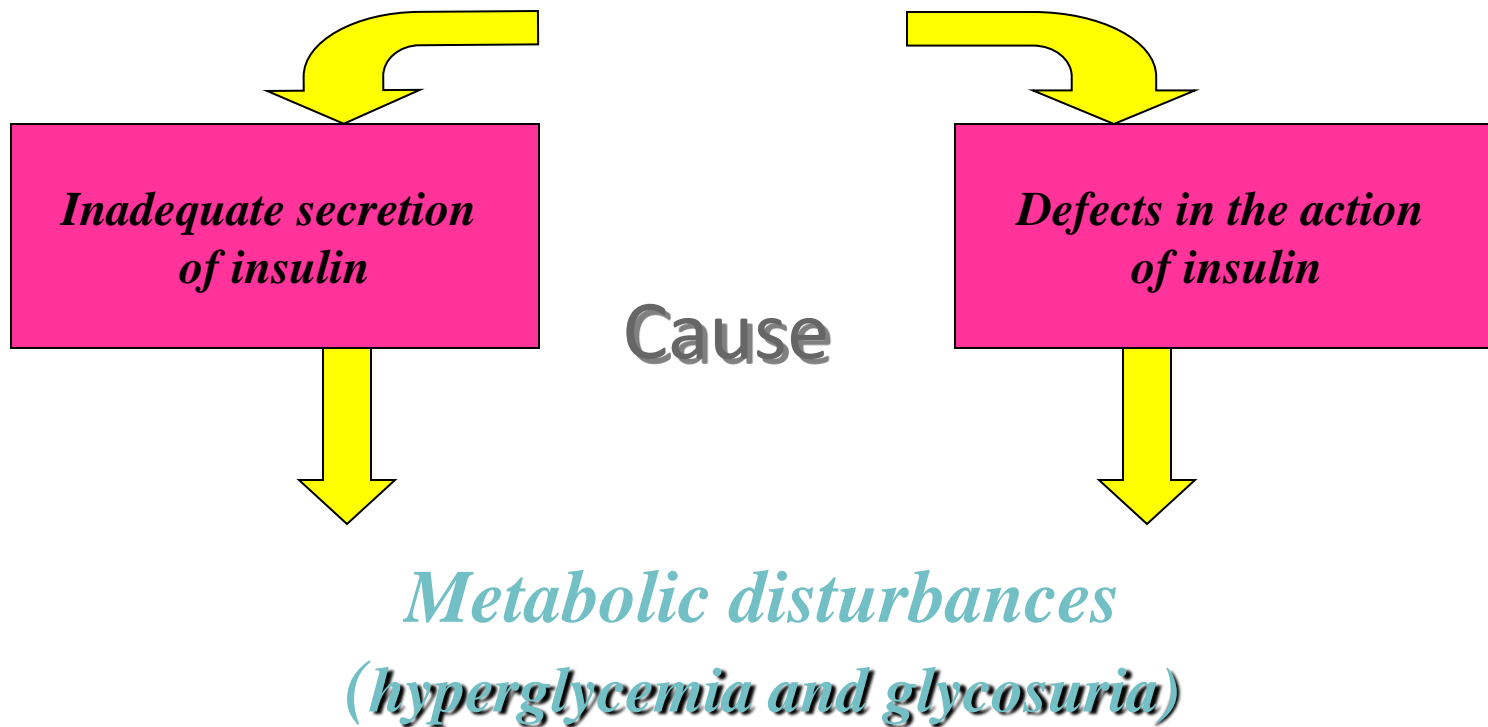 Inadequate secretion
of insulin
Defects in the action
of insulin
Cause
Metabolic disturbances
(hyperglycemia and glycosuria)